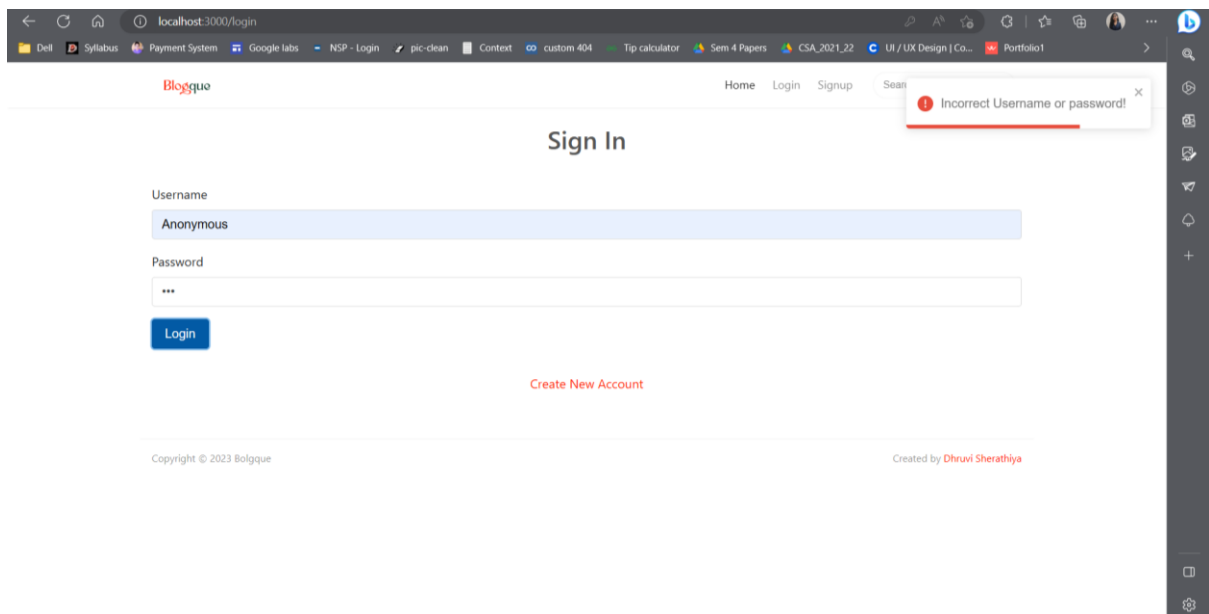 localhost:3000/login
Dell Syllabus Payment System Google labs NSP - Login pic-clean Context custom 404 Tip calculator Sem 4 Papers CSA_2021_22 UI / UX Design | Co... Portfolio1
Blogque Home Login Signup Sear
Incorrect Username or password!
Sign In
Username
Anonymous
Password
•••
Login
Create New Account
Copyright © 2023 Bolgque Created by Dhruvi Sherathiya